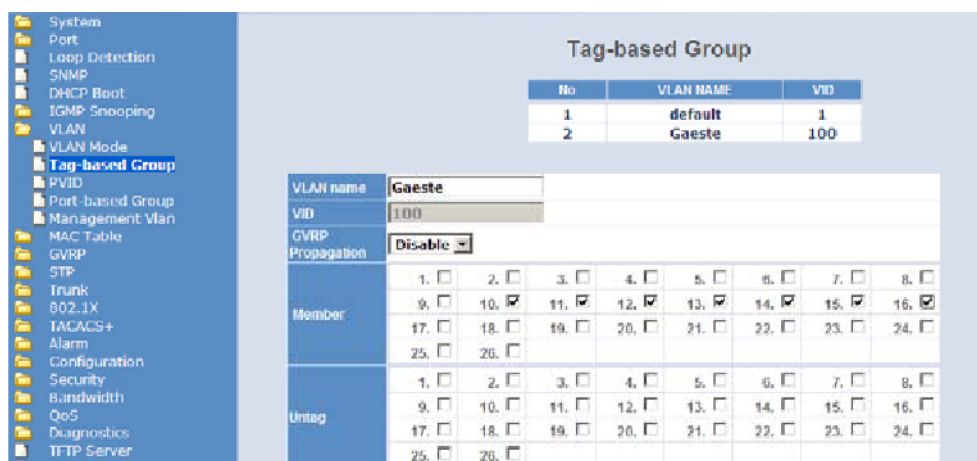 System
Port
Loop Detection
SNMP
DHCP Boot
IGMP Snooping
VLAN
VLAN Mode
Tag-based Group
PVID
Port-based Group
Management Vlan
MAC Table
GVRP
STP
Trunk
802.1X
TACACS+
Alarm
Configuration
Security
Bandwidth
QoS
Diagnostics
TFTP Server
Tag-based Group
No VLAN NAME VID
1 default 1
2 Gaeste 100
VLAN name Gaeste
VID 100
GVRP Propagation Disable
Member
1. 2. 3. 4. 5. 6. 7. 8.
9. 10. 11. 12. 13. 14. 15. 16.
17. 18. 19. 20. 21. 22. 23. 24.
25. 26.
Untag
1. 2. 3. 4. 5. 6. 7. 8.
9. 10. 11. 12. 13. 14. 15. 16.
17. 18. 19. 20. 21. 22. 23. 24.
25. 26.